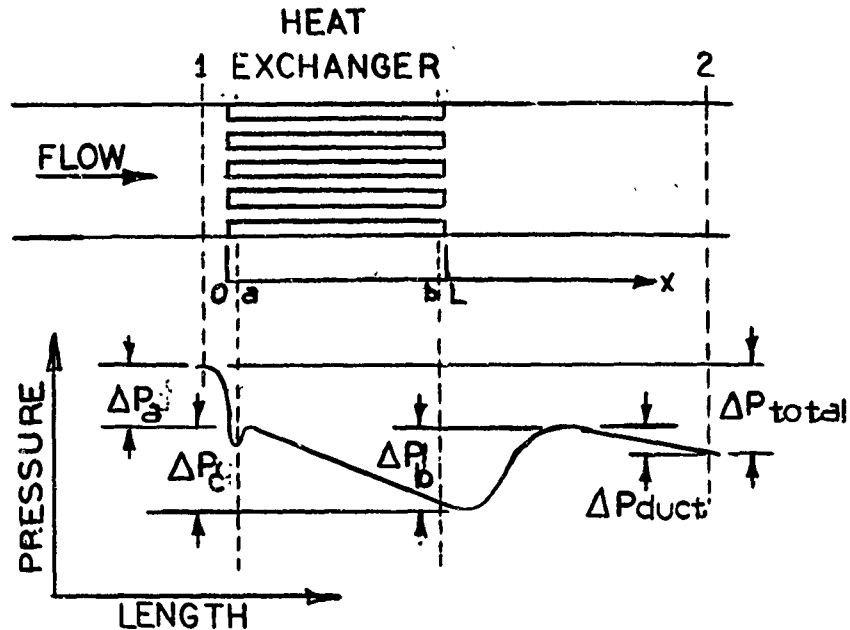 HEAT
1 EXCHANGER 2
FLOW
0 a b L x
PRESSURE
ΔPa
ΔPc
ΔPb
ΔPtotal
ΔPduct
LENGTH